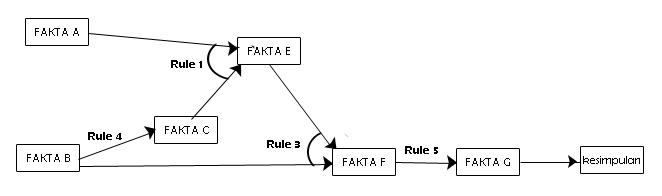 FAKTA A
FAKTA E
Rule 1
FAKTA C
Rule 4
Rule 3
Rule 5
FAKTA B
FAKTA F
FAKTA G
kesimpulan